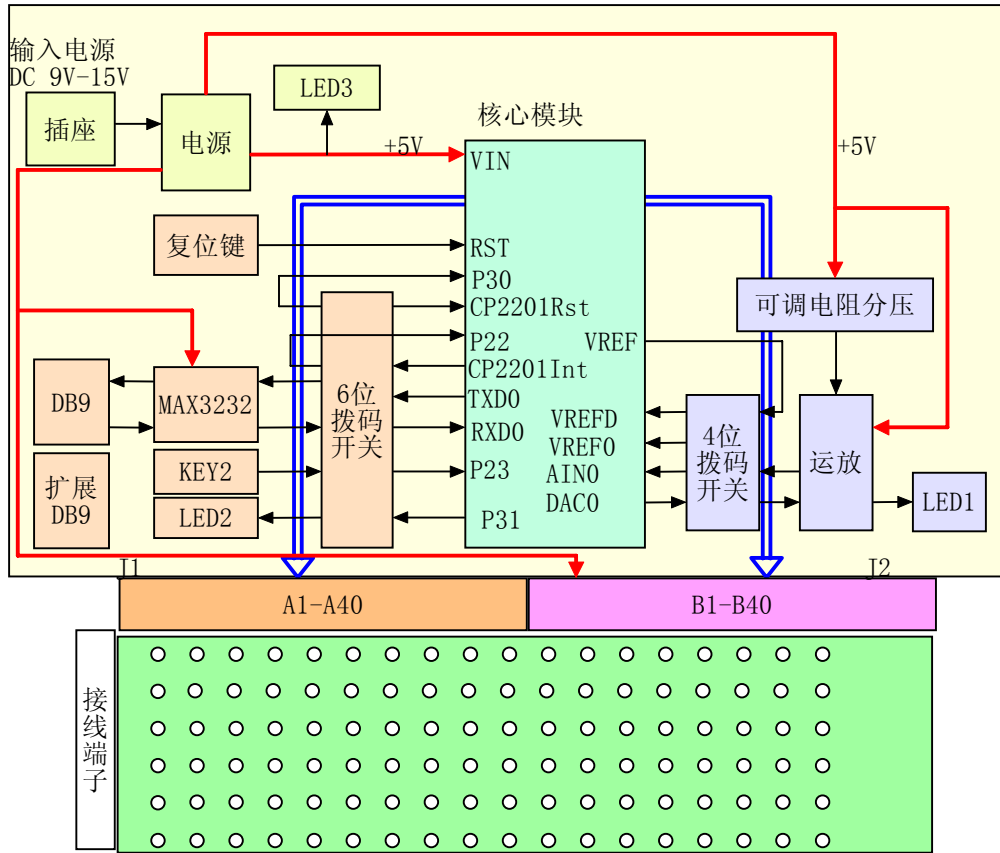 输入电源
DC 9V-15V
插座
电源
LED3
核心模块
+5V
+5V
VIN
复位键
RST
P30
CP2201Rst
P22
VREF
CP2201Int
TXD0
RXD0
P23
P31
VREFD
VREF0
AIN0
DAC0
可调电阻分压
DB9
MAX3232
6位
拨码
开关
4位
拨码
开关
运放
KEY2
LED2
扩展
DB9
LED1
J1
J2
A1-A40
B1-B40
接
线
端
子